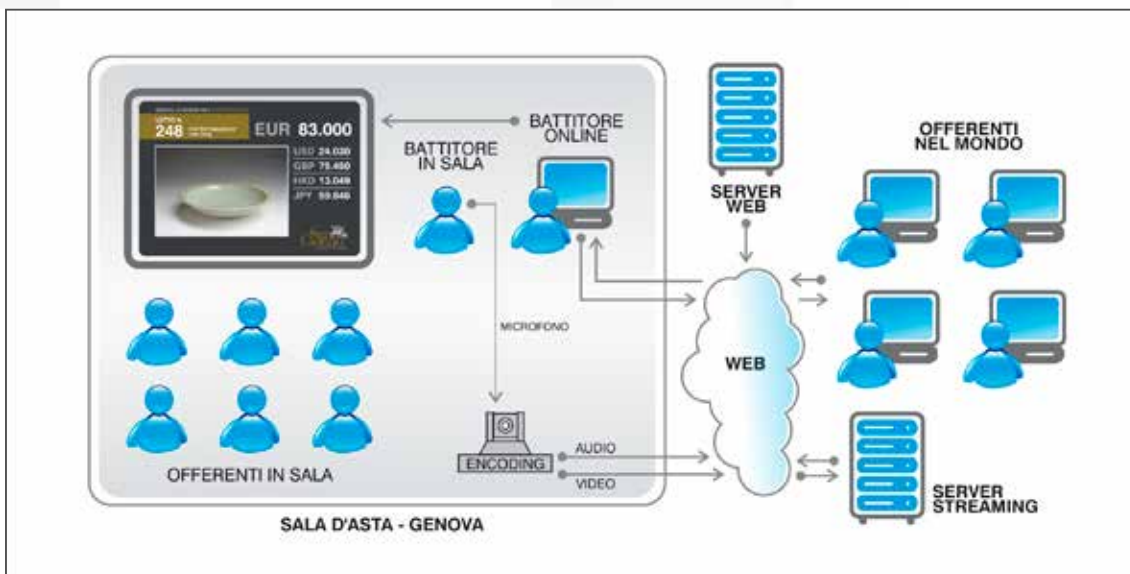 LOTTO N.
248
EUR 83.000
USD 24.030
GBP 75.460
HKD 13.049
JPY 59.846
BATTITORE
IN SALA
BATTITORE
ONLINE
SERVER
WEB
OFFERENTI
NEL MONDO
MICROFONO
WEB
ENCODING
AUDIO
VIDEO
OFFERENTI IN SALA
SERVER
STREAMING
SALA D'ASTA - GENOVA